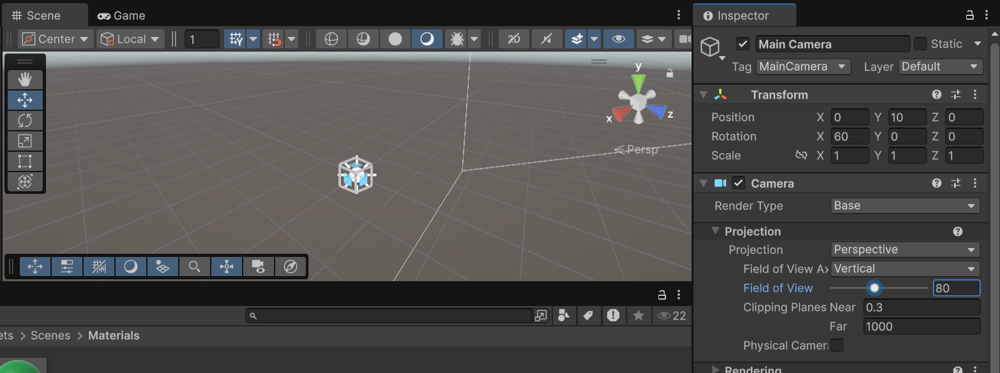 Scene Game
Center Local 1
2D
y
x z
Persp
22
ets > Scenes > Materials
Inspector
Main Camera Static
Tag MainCamera Layer Default
Transform
Position X 0 Y 10 Z 0
Rotation X 60 Y 0 Z 0
Scale X 1 Y 1 Z 1
Camera
Render Type Base
Projection
Projection Perspective
Field of View Ax Vertical
Field of View 80
Clipping Planes Near 0.3
Far 1000
Physical Camer
Rendering